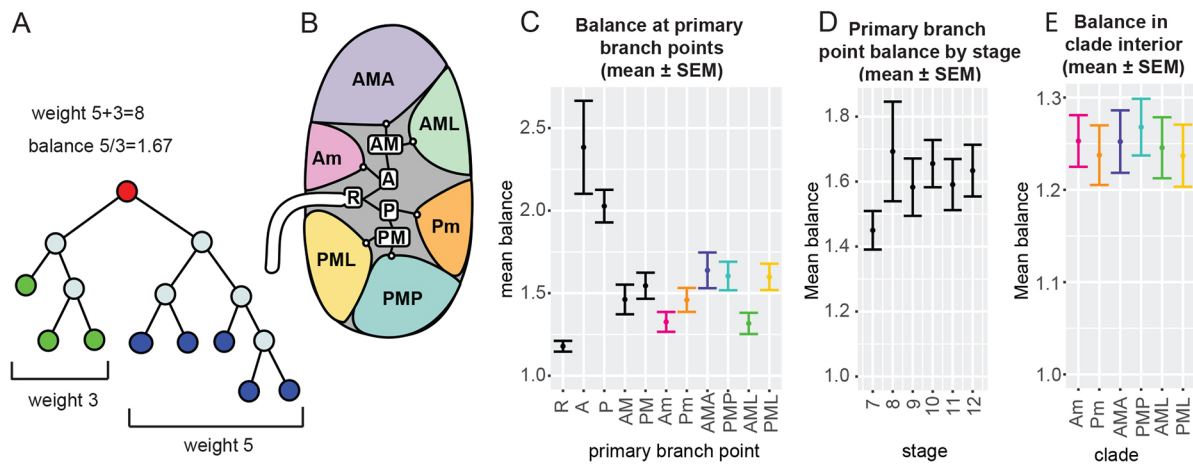 A
weight 5+3=8
balance 5/3=1.67
weight 3
weight 5
B
AMA
AML
Am
AM
A
R
P
Pm
PM
PML
PMP
C
Balance at primary
branch points
(mean ± SEM)
mean balance
2.5
2.0
1.5
1.0
R
A
P
AM
PM
Am
Pm
AMA
PMP
AML
PML
primary branch point
D
Primary branch
point balance by stage
(mean ± SEM)
Mean balance
1.8
1.6
1.4
1.2
1.0
7
8
9
10
11
12
stage
E
Balance in
clade interior
(mean ± SEM)
Mean balance
1.3
1.2
1.0
Am
Pm
AMA
PMP
AML
PML
clade